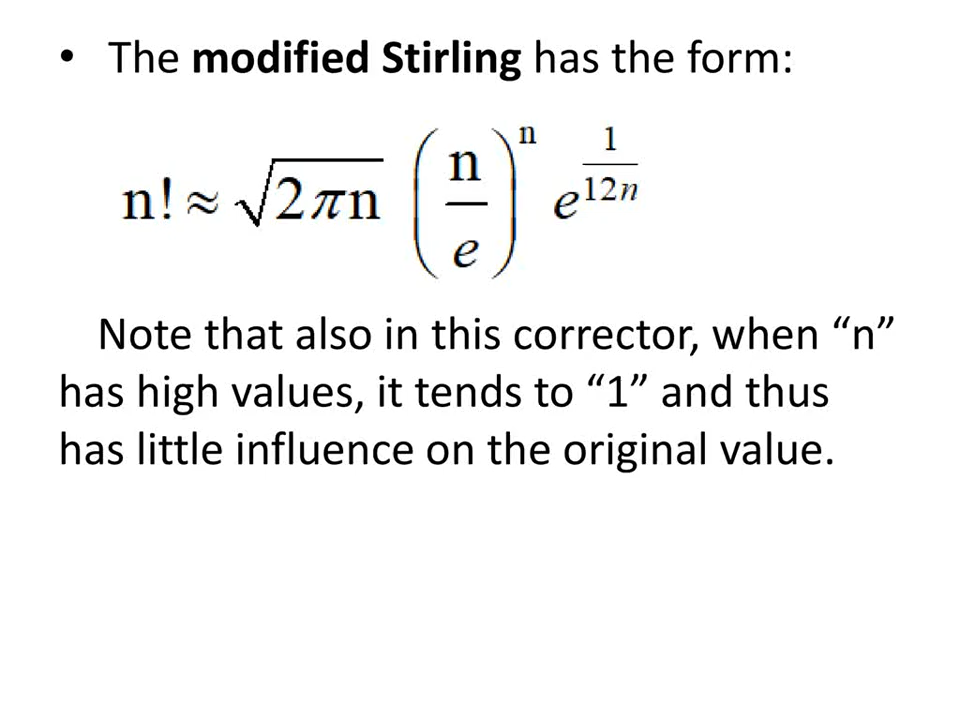 • The modified Stirling has the form:
n! ≈ √(2πn) (n/e)^n e^(1/(12n))
Note that also in this corrector, when “n”
has high values, it tends to “1” and thus
has little influence on the original value.